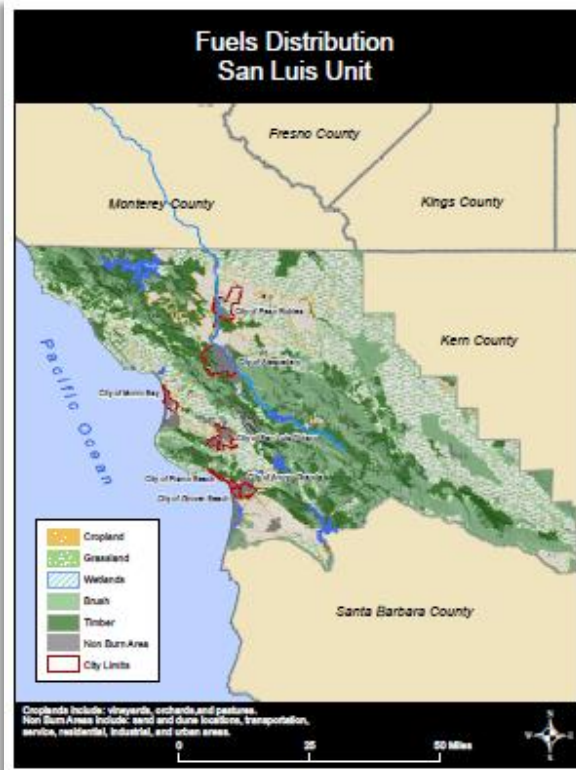 Fuels Distribution
San Luis Unit
Fresno County
Monterey County
Kings County
City of Paso Robles
Kern County
City of Atascadero
Pacific Ocean
City of Morro Bay
City of San Luis Obispo
City of Pismo Beach
City of Arroyo Grande
City of Grover Beach
Cropland
Grassland
Wetlands
Brush
Timber
Non Burn Area
City Limits
Santa Barbara County
Croplands Include: vineyards, orchards,and pastures.
Non Burn Areas Include: sand and dune locations, transportation,
service, residential, industrial, and urban areas.
0 25 50 Miles
N
W E
S